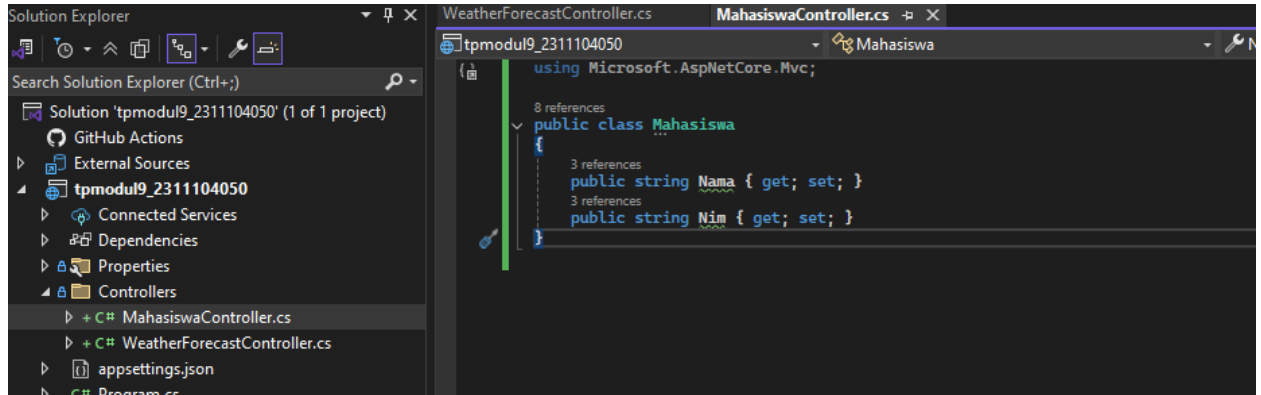 Solution Explorer
Search Solution Explorer (Ctrl+;)
Solution 'tpmodul9_2311104050' (1 of 1 project)
GitHub Actions
External Sources
tpmodul9_2311104050
Connected Services
Dependencies
Properties
Controllers
+ C# MahasiswaController.cs
+ C# WeatherForecastController.cs
appsettings.json
C# Program.cs
WeatherForecastController.cs MahasiswaController.cs
tpmodul9_2311104050 Mahasiswa
using Microsoft.AspNetCore.Mvc;
8 references
public class Mahasiswa
{
3 references
public string Nama { get; set; }
3 references
public string Nim { get; set; }
}